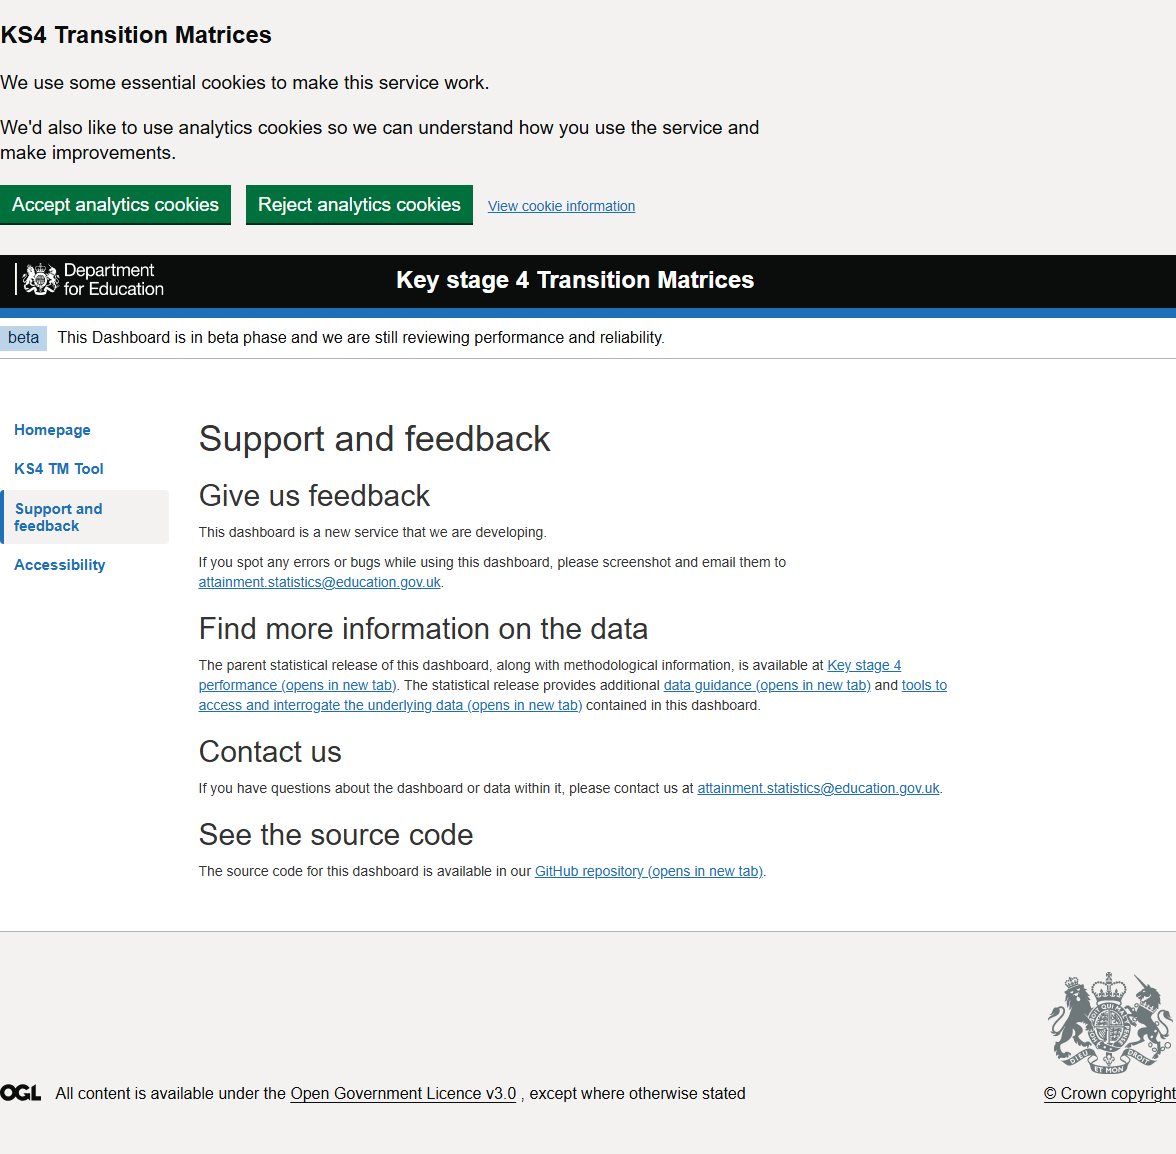 KS4 Transition Matrices
We use some essential cookies to make this service work.
We'd also like to use analytics cookies so we can understand how you use the service and
make improvements.
Accept analytics cookies Reject analytics cookies View cookie information
Department
for Education
Key stage 4 Transition Matrices
beta This Dashboard is in beta phase and we are still reviewing performance and reliability.
Homepage
KS4 TM Tool
Support and
feedback
Accessibility
Support and feedback
Give us feedback
This dashboard is a new service that we are developing.
If you spot any errors or bugs while using this dashboard, please screenshot and email them to
attainment.statistics@education.gov.uk.
Find more information on the data
The parent statistical release of this dashboard, along with methodological information, is available at Key stage 4
performance (opens in new tab). The statistical release provides additional data guidance (opens in new tab) and tools to
access and interrogate the underlying data (opens in new tab) contained in this dashboard.
Contact us
If you have questions about the dashboard or data within it, please contact us at attainment.statistics@education.gov.uk.
See the source code
The source code for this dashboard is available in our GitHub repository (opens in new tab).
DIEU ET MON DROIT
OGL All content is available under the Open Government Licence v3.0 , except where otherwise stated
© Crown copyright